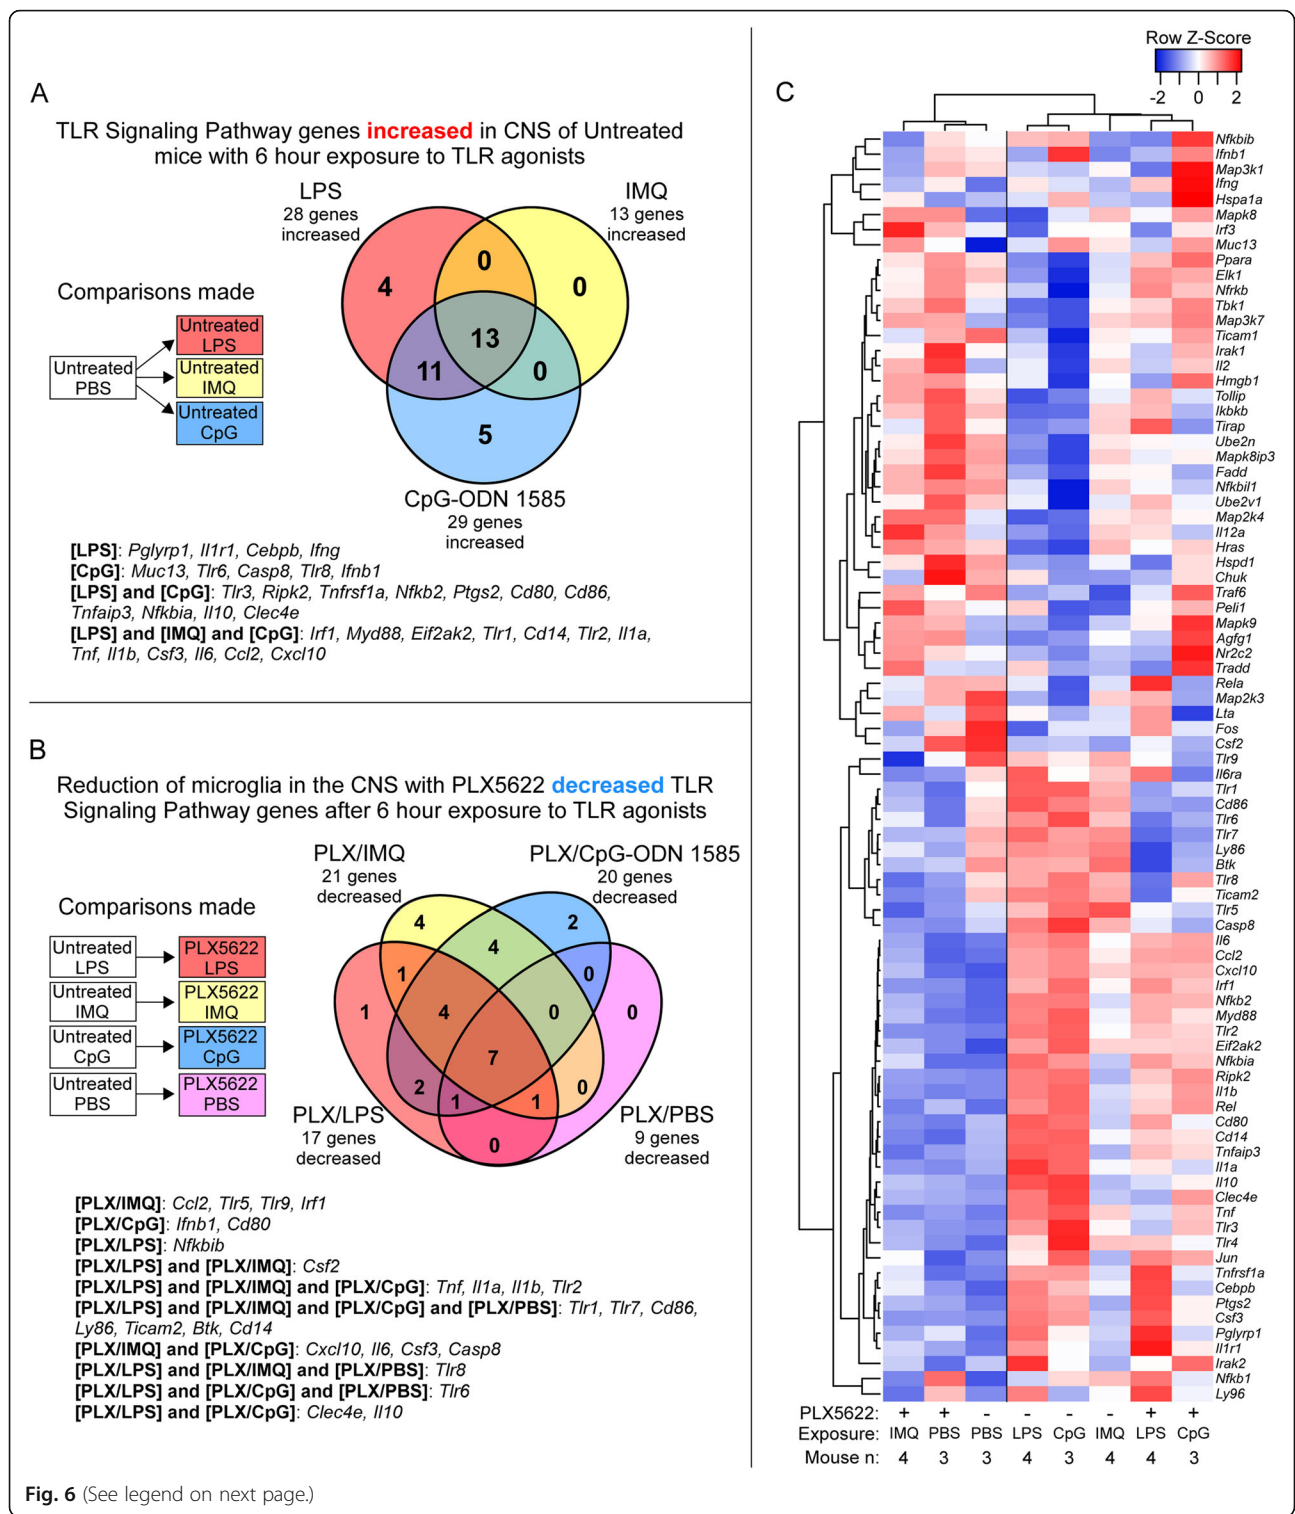 A
TLR Signaling Pathway genes increased in CNS of Untreated
mice with 6 hour exposure to TLR agonists
LPS
28 genes
increased
IMQ
13 genes
increased
0
4
0
13
11
0
5
CpG-ODN 1585
29 genes
increased
Comparisons made
Untreated
PBS
Untreated
LPS
Untreated
IMQ
Untreated
CpG
[LPS]: Pglyrp1, Il1r1, Cebpb, Ifng
[CpG]: Muc13, Tlr6, Casp8, Tlr8, Ifnb1
[LPS] and [CpG]: Tlr3, Ripk2, Tnfrsf1a, Nfkb2, Ptgs2, Cd80, Cd86,
Tnfaip3, Nfkbia, Il10, Clec4e
[LPS] and [IMQ] and [CpG]: Irf1, Myd88, Eif2ak2, Tlr1, Cd14, Tlr2, Il1a,
Tnf, Il1b, Csf3, Il6, Ccl2, Cxcl10
B
Reduction of microglia in the CNS with PLX5622 decreased TLR
Signaling Pathway genes after 6 hour exposure to TLR agonists
PLX/IMQ
21 genes
decreased
PLX/CpG-ODN 1585
20 genes
decreased
4
2
4
1
0
1
4
0
0
7
2
1
1
0
0
PLX/LPS
17 genes
decreased
PLX/PBS
9 genes
decreased
Comparisons made
Untreated
LPS
PLX5622
LPS
Untreated
IMQ
PLX5622
IMQ
Untreated
CpG
PLX5622
CpG
Untreated
PBS
PLX5622
PBS
[PLX/IMQ]: Ccl2, Tlr5, Tlr9, Irf1
[PLX/CpG]: Ifnb1, Cd80
[PLX/LPS]: Nfkbib
[PLX/LPS] and [PLX/IMQ]: Csf2
[PLX/LPS] and [PLX/IMQ] and [PLX/CpG]: Tnf, Il1a, Il1b, Tlr2
[PLX/LPS] and [PLX/IMQ] and [PLX/CpG] and [PLX/PBS]: Tlr1, Tlr7, Cd86,
Ly86, Ticam2, Btk, Cd14
[PLX/IMQ] and [PLX/CpG]: Cxcl10, Il6, Csf3, Casp8
[PLX/LPS] and [PLX/IMQ] and [PLX/PBS]: Tlr8
[PLX/LPS] and [PLX/CpG] and [PLX/PBS]: Tlr6
[PLX/LPS] and [PLX/CpG]: Clec4e, Il10
C
Row Z-Score
-2 0 2
Nfkbib
Ifnb1
Map3k1
Ifng
Hspa1a
Mapk8
Irf3
Muc13
Ppara
Elk1
Nfrkb
Tbk1
Map3k7
Ticam1
Irak1
Il2
Hmgb1
Tollip
Ikbkb
Tirap
Ube2n
Mapk8ip3
Fadd
Nfkbil1
Ube2v1
Map2k4
Il12a
Hras
Hspd1
Chuk
Traf6
Peli1
Mapk9
Agfg1
Nr2c2
Tradd
Rela
Map2k3
Lta
Fos
Csf2
Tlr9
Il6ra
Tlr1
Cd86
Tlr6
Tlr7
Ly86
Btk
Tlr8
Ticam2
Tlr5
Casp8
Il6
Ccl2
Cxcl10
Irf1
Nfkb2
Myd88
Tlr2
Eif2ak2
Nfkbia
Ripk2
Il1b
Rel
Cd80
Cd14
Tnfaip3
Il1a
Il10
Clec4e
Tnf
Tlr3
Tlr4
Jun
Tnfrsf1a
Cebpb
Ptgs2
Csf3
Pglyrp1
Il1r1
Irak2
Nfkb1
Ly96
PLX5622: + + - - - - + +
Exposure: IMQ PBS PBS LPS CpG IMQ LPS CpG
Mouse n: 4 3 3 4 3 4 4 3
Fig. 6 (See legend on next page.)